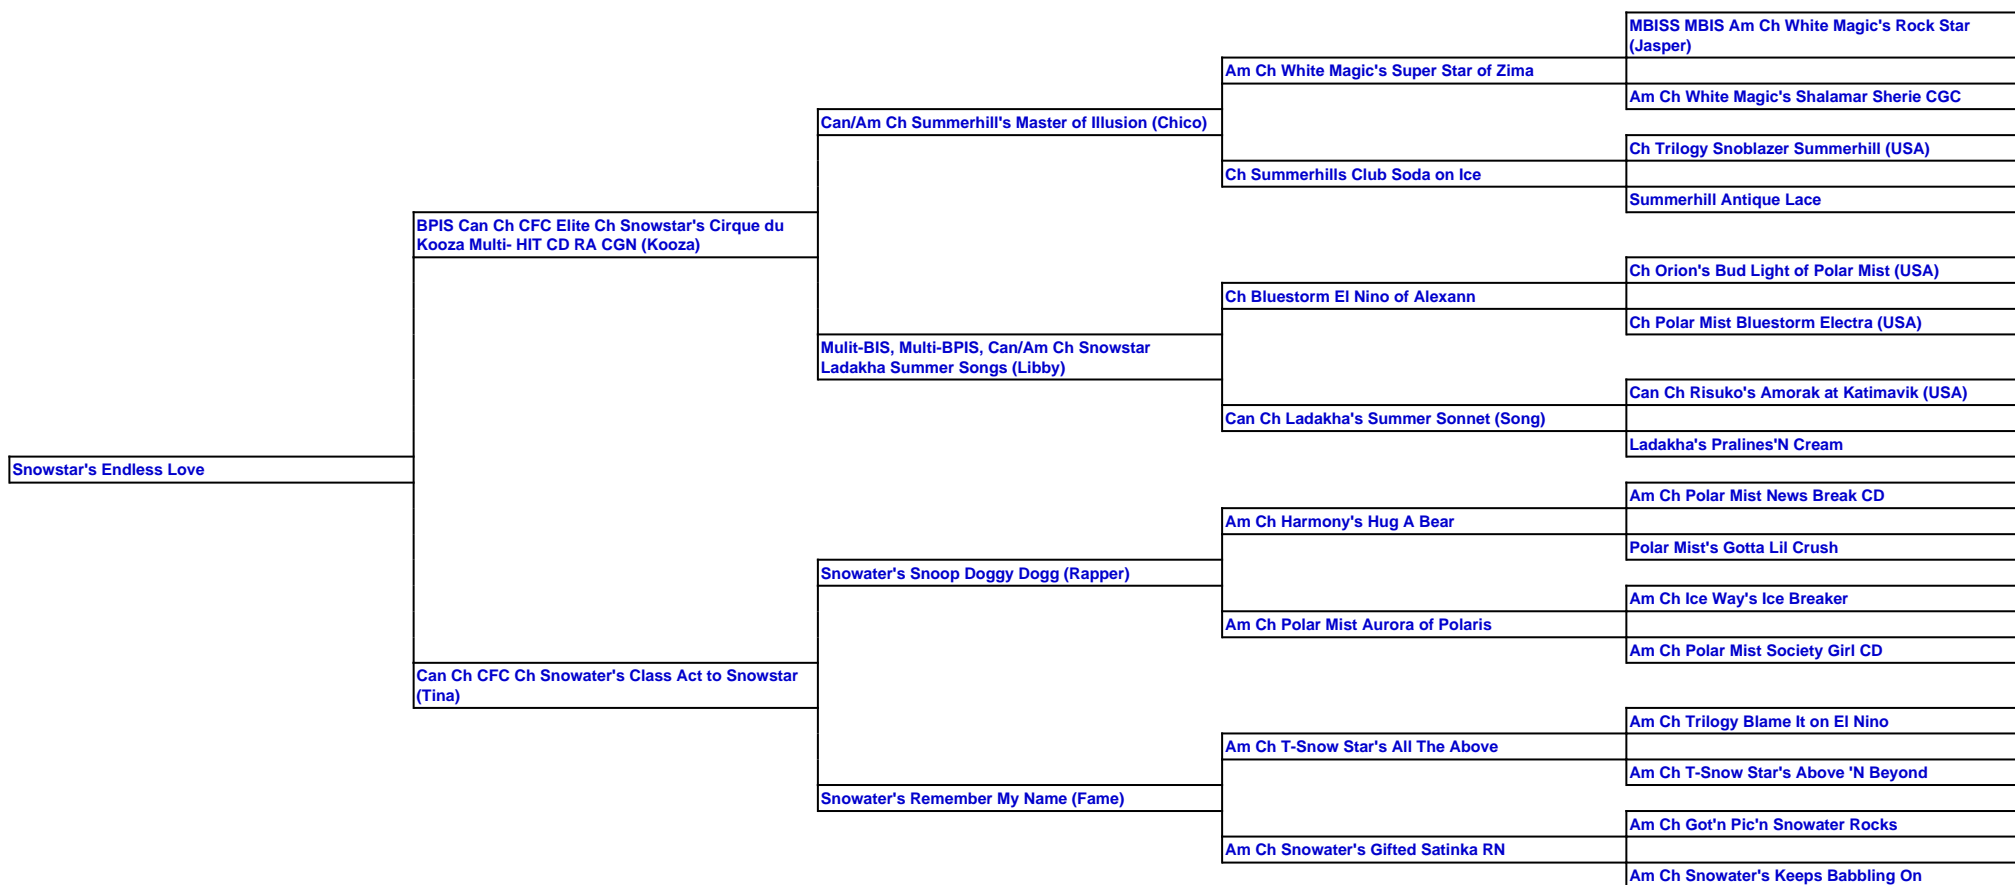 MBISS MBIS Am Ch White Magic's Rock Star
(Jasper)
Am Ch White Magic's Super Star of Zima
Am Ch White Magic's Shalamar Sherie CGC
Can/Am Ch Summerhill's Master of Illusion (Chico)
Ch Trilogy Snoblazer Summerhill (USA)
Ch Summerhills Club Soda on Ice
Summerhill Antique Lace
BPIS Can Ch CFC Elite Ch Snowstar's Cirque du
Kooza Multi- HIT CD RA CGN (Kooza)
Ch Orion's Bud Light of Polar Mist (USA)
Ch Bluestorm El Nino of Alexann
Ch Polar Mist Bluestorm Electra (USA)
Mulit-BIS, Multi-BPIS, Can/Am Ch Snowstar
Ladakha Summer Songs (Libby)
Can Ch Risuko's Amorak at Katimavik (USA)
Can Ch Ladakha's Summer Sonnet (Song)
Ladakha's Pralines'N Cream
Snowstar's Endless Love
Am Ch Polar Mist News Break CD
Am Ch Harmony's Hug A Bear
Polar Mist's Gotta Lil Crush
Snowater's Snoop Doggy Dogg (Rapper)
Am Ch Ice Way's Ice Breaker
Am Ch Polar Mist Aurora of Polaris
Am Ch Polar Mist Society Girl CD
Can Ch CFC Ch Snowater's Class Act to Snowstar
(Tina)
Am Ch Trilogy Blame It on El Nino
Am Ch T-Snow Star's All The Above
Am Ch T-Snow Star's Above 'N Beyond
Snowater's Remember My Name (Fame)
Am Ch Got'n Pic'n Snowater Rocks
Am Ch Snowater's Gifted Satinka RN
Am Ch Snowater's Keeps Babbling On